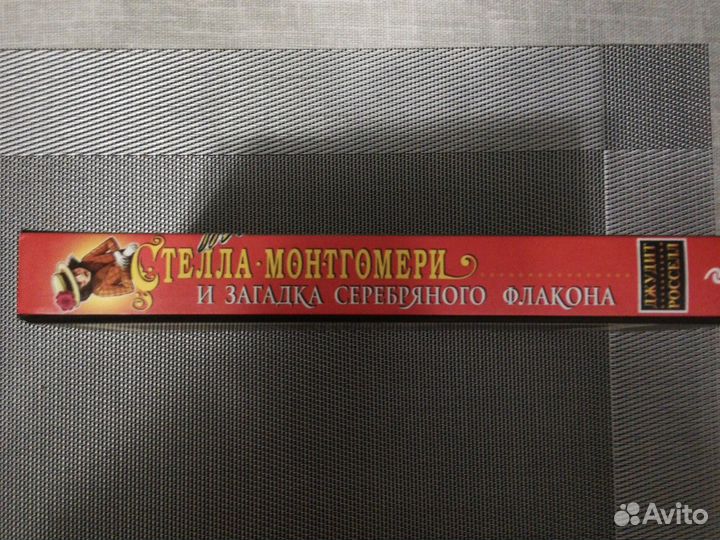 СТЕЛЛА·МОНТГОМЕРИ
И ЗАГАДКА СЕРЕБРЯНОГО ФЛАКОНА
ДЖУДИТ
РОССЕЛЛ
Avito